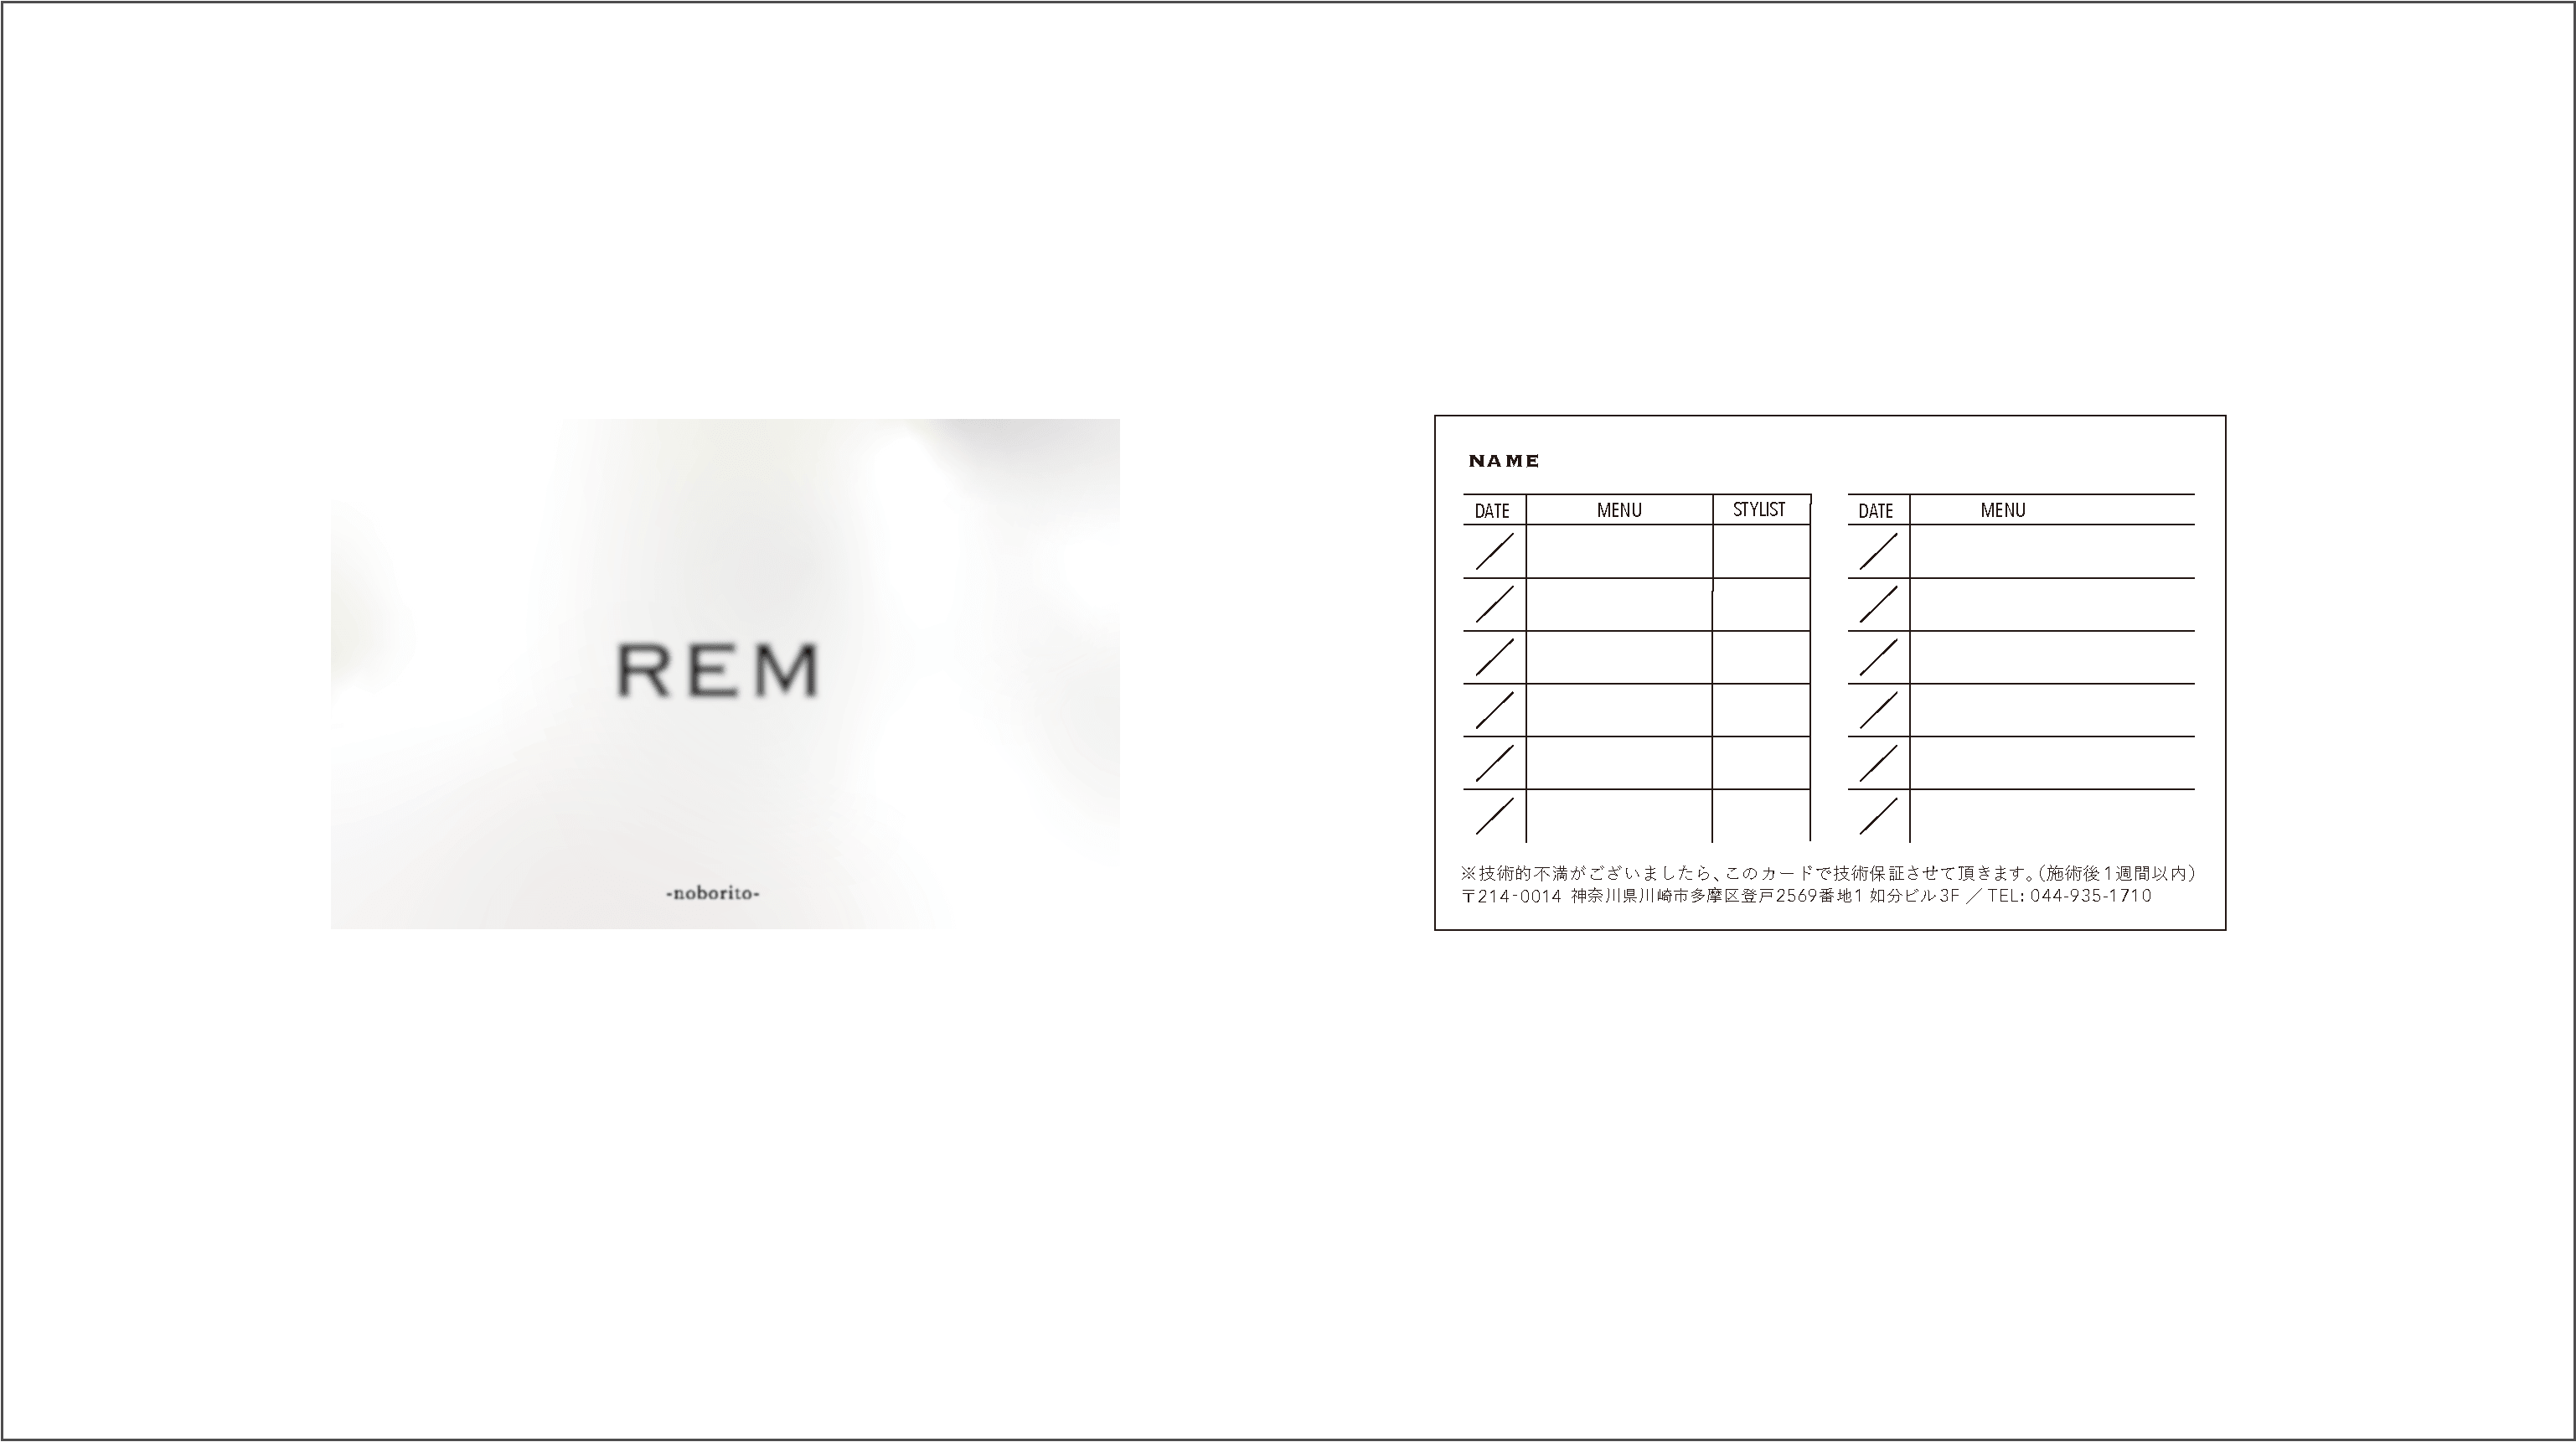 REM
-noborito-
NAME
DATE MENU STYLIST DATE MENU
※技術的不満がございましたら、このカードで技術保証させて頂きます。(施術後1週間以内)
〒214-0014 神奈川県川崎市多摩区登戸2569番地1 如分ビル3F ／ TEL: 044-935-1710